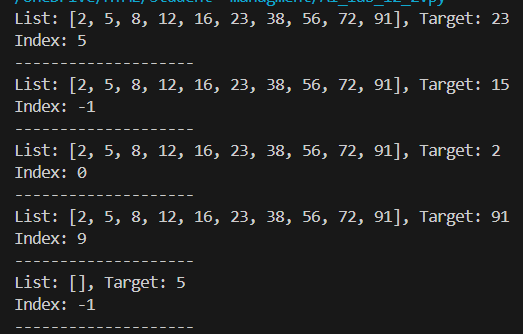 List: [2, 5, 8, 12, 16, 23, 38, 56, 72, 91], Target: 23
Index: 5
--------------------
List: [2, 5, 8, 12, 16, 23, 38, 56, 72, 91], Target: 15
Index: -1
--------------------
List: [2, 5, 8, 12, 16, 23, 38, 56, 72, 91], Target: 2
Index: 0
--------------------
List: [2, 5, 8, 12, 16, 23, 38, 56, 72, 91], Target: 91
Index: 9
--------------------
List: [], Target: 5
Index: -1
--------------------